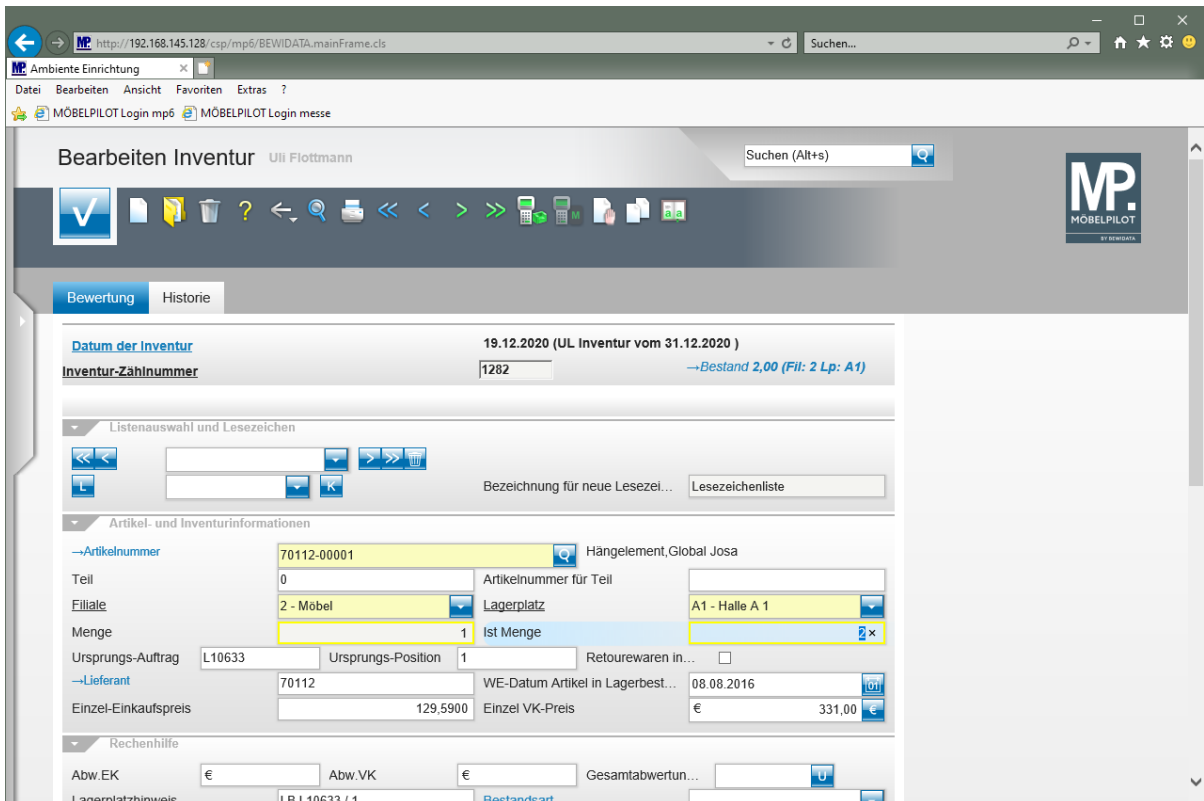 http://192.168.145.128/csp/mp6/BEWIDATA.mainFrame.cls
Suchen...
Ambiente Einrichtung
Datei Bearbeiten Ansicht Favoriten Extras ?
MÖBELPILOT Login mp6 MÖBELPILOT Login messe
Bearbeiten Inventur Uli Flottmann
Suchen (Alt+s)
MP.
MÖBELPILOT
BY BEWIDATA
Bewertung Historie
Datum der Inventur 19.12.2020 (UL Inventur vom 31.12.2020 )
Inventur-Zählnummer 1282 →Bestand 2,00 (Fil: 2 Lp: A1)
Listenauswahl und Lesezeichen
L K Bezeichnung für neue Lesezei... Lesezeichenliste
Artikel- und Inventurinformationen
→Artikelnummer 70112-00001 Hängelement,Global Josa
Teil 0 Artikelnummer für Teil
Filiale 2 - Möbel Lagerplatz A1 - Halle A 1
Menge 1 Ist Menge 2
Ursprungs-Auftrag L10633 Ursprungs-Position 1 Retourewaren in...
→Lieferant 70112 WE-Datum Artikel in Lagerbest... 08.08.2016
Einzel-Einkaufspreis 129,5900 Einzel VK-Preis € 331,00 €
Rechenhilfe
Abw.EK € Abw.VK € Gesamtabwertun... U
Lagerplatzhinweis LB L10633 / 1 Bestandsart